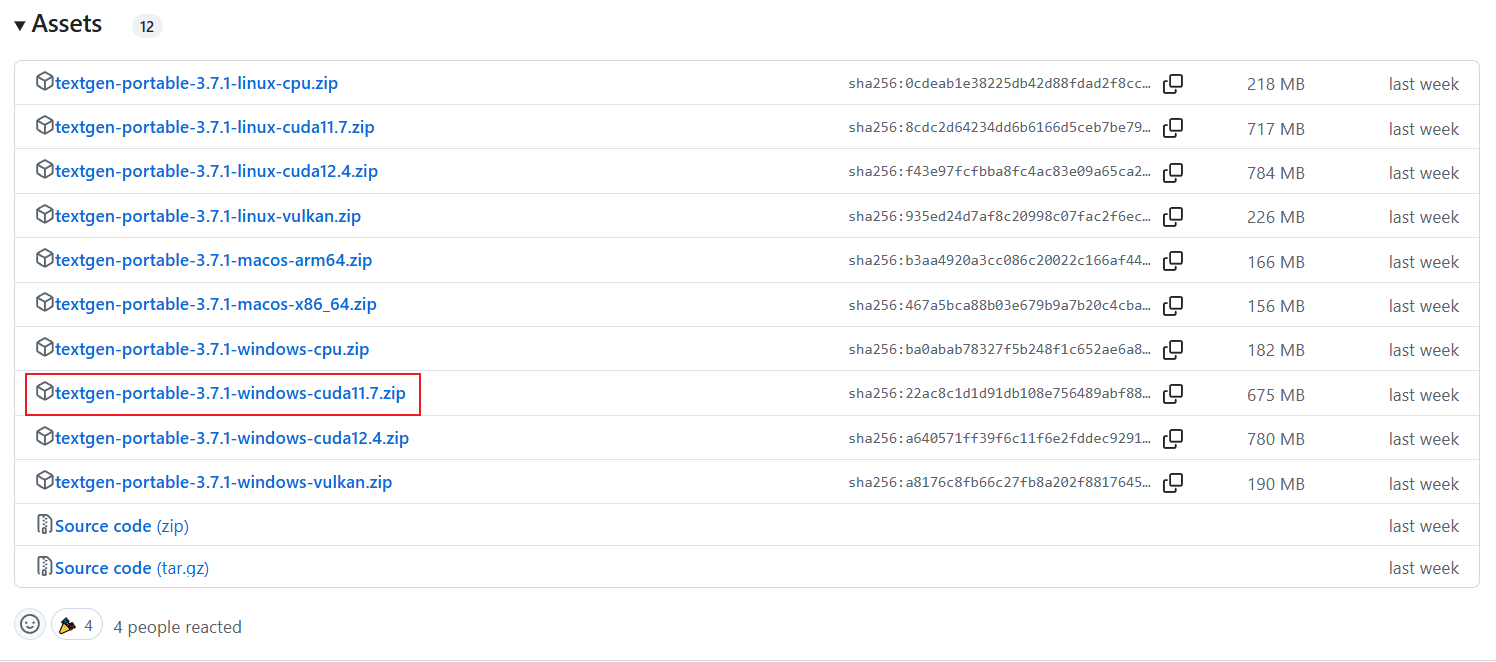 Assets 12
textgen-portable-3.7.1-linux-cpu.zip sha256:0cdeab1e38225db42d88fdad2f8cc… 218 MB last week
textgen-portable-3.7.1-linux-cuda11.7.zip sha256:8cdc2d64234dd6b6166d5ceb7be79… 717 MB last week
textgen-portable-3.7.1-linux-cuda12.4.zip sha256:f43e97fcfbba8fc4ac83e09a65ca2… 784 MB last week
textgen-portable-3.7.1-linux-vulkan.zip sha256:935ed24d7af8c20998c07fac2f6ec… 226 MB last week
textgen-portable-3.7.1-macos-arm64.zip sha256:b3aa4920a3cc086c20022c166af44… 166 MB last week
textgen-portable-3.7.1-macos-x86_64.zip sha256:467a5bca88b03e679b9a7b20c4cba… 156 MB last week
textgen-portable-3.7.1-windows-cpu.zip sha256:ba0abab78327f5b248f1c652ae6a8… 182 MB last week
textgen-portable-3.7.1-windows-cuda11.7.zip sha256:22ac8c1d1d91db108e756489abf88… 675 MB last week
textgen-portable-3.7.1-windows-cuda12.4.zip sha256:a640571ff39f6c11f6e2fddec9291… 780 MB last week
textgen-portable-3.7.1-windows-vulkan.zip sha256:a8176c8fb66c27fb8a202f8817645… 190 MB last week
Source code (zip) last week
Source code (tar.gz) last week
4 4 people reacted